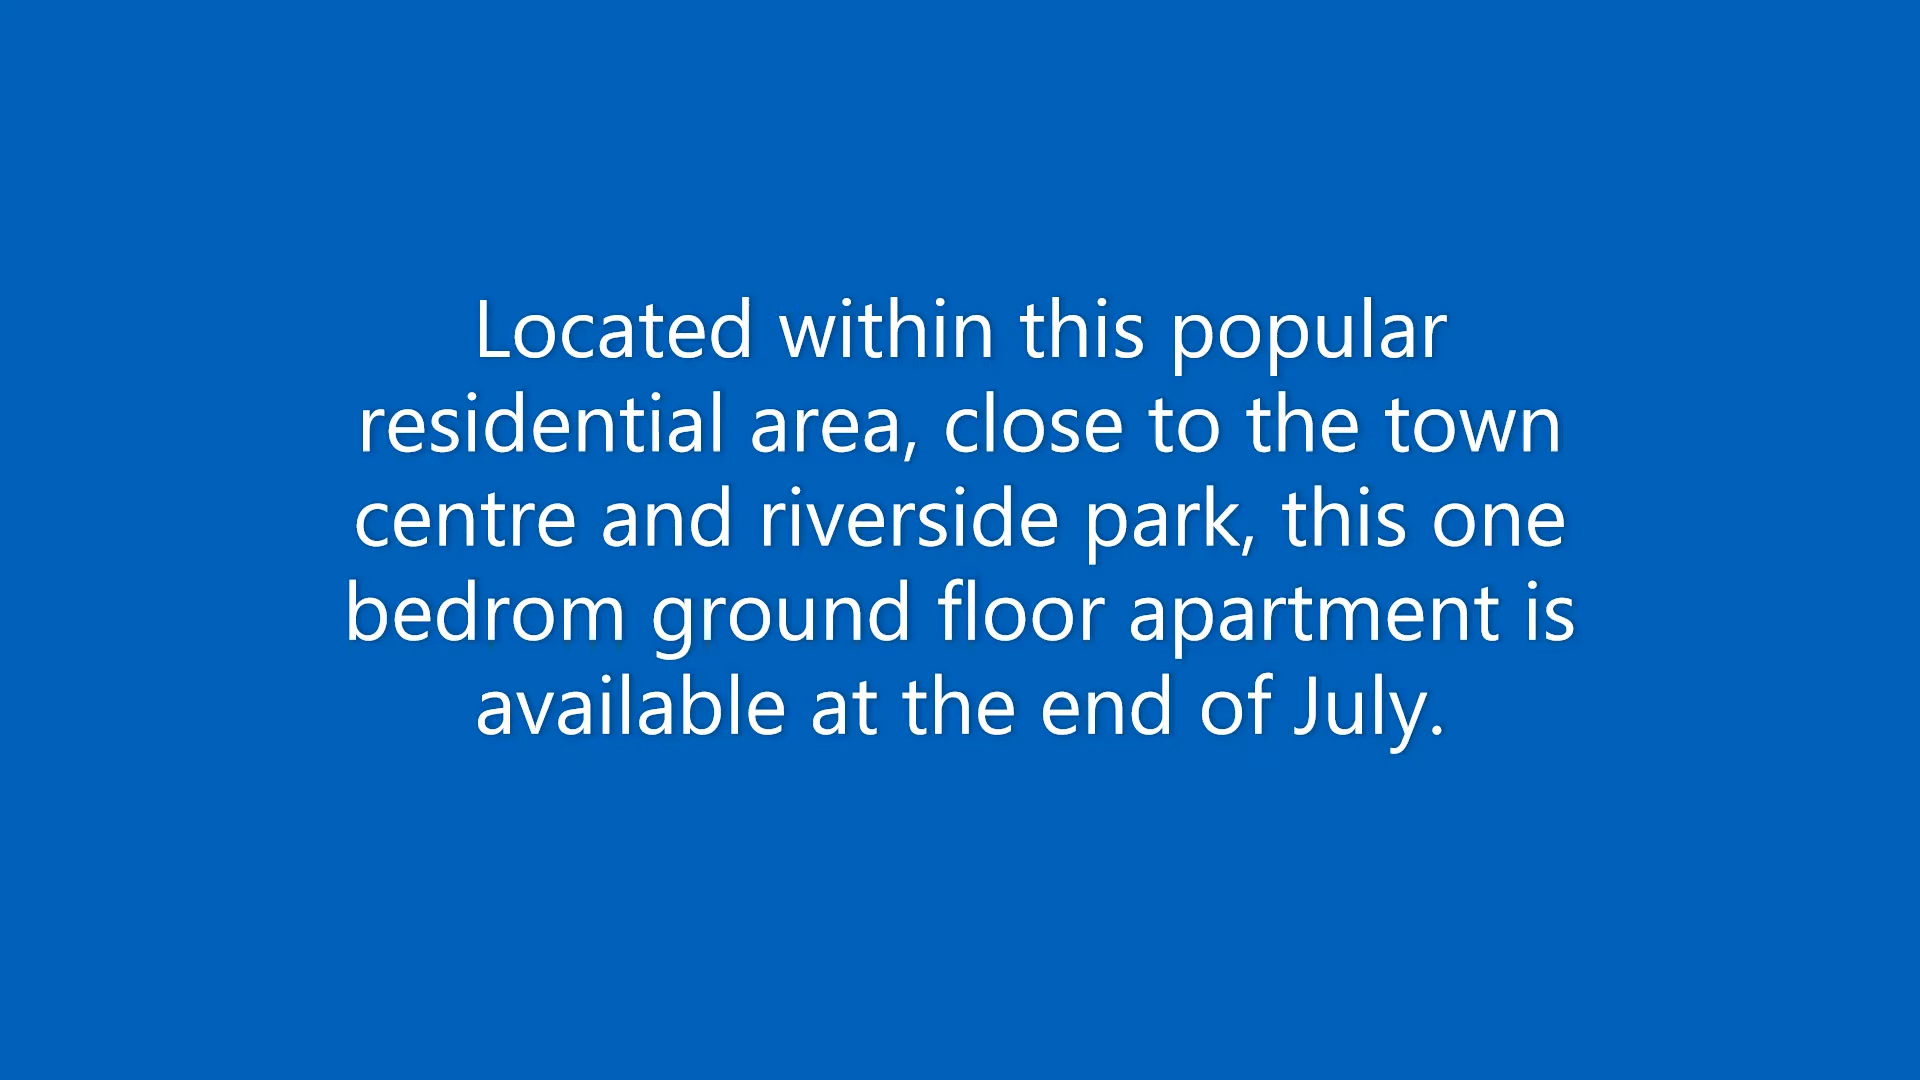 Located within this popular
residential area, close to the town
centre and riverside park, this one
bedrom ground floor apartment is
available at the end of July.